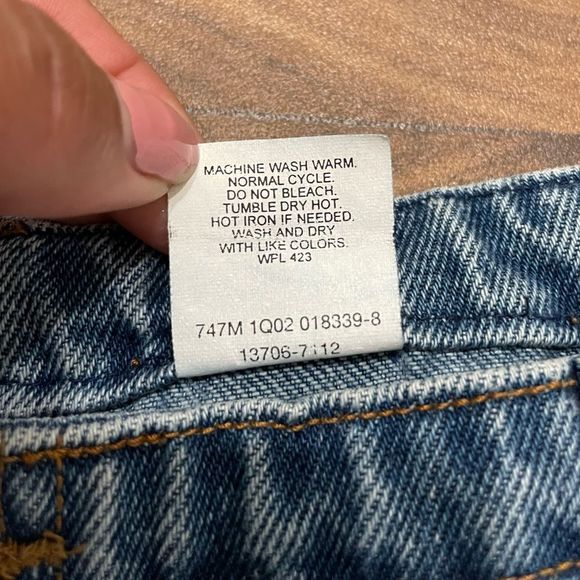 MACHINE WASH WARM.
NORMAL CYCLE.
DO NOT BLEACH.
TUMBLE DRY HOT.
HOT IRON IF NEEDED.
WASH AND DRY
WITH LIKE COLORS.
WPL 423
747M 1Q02 018339-8
13706-7112